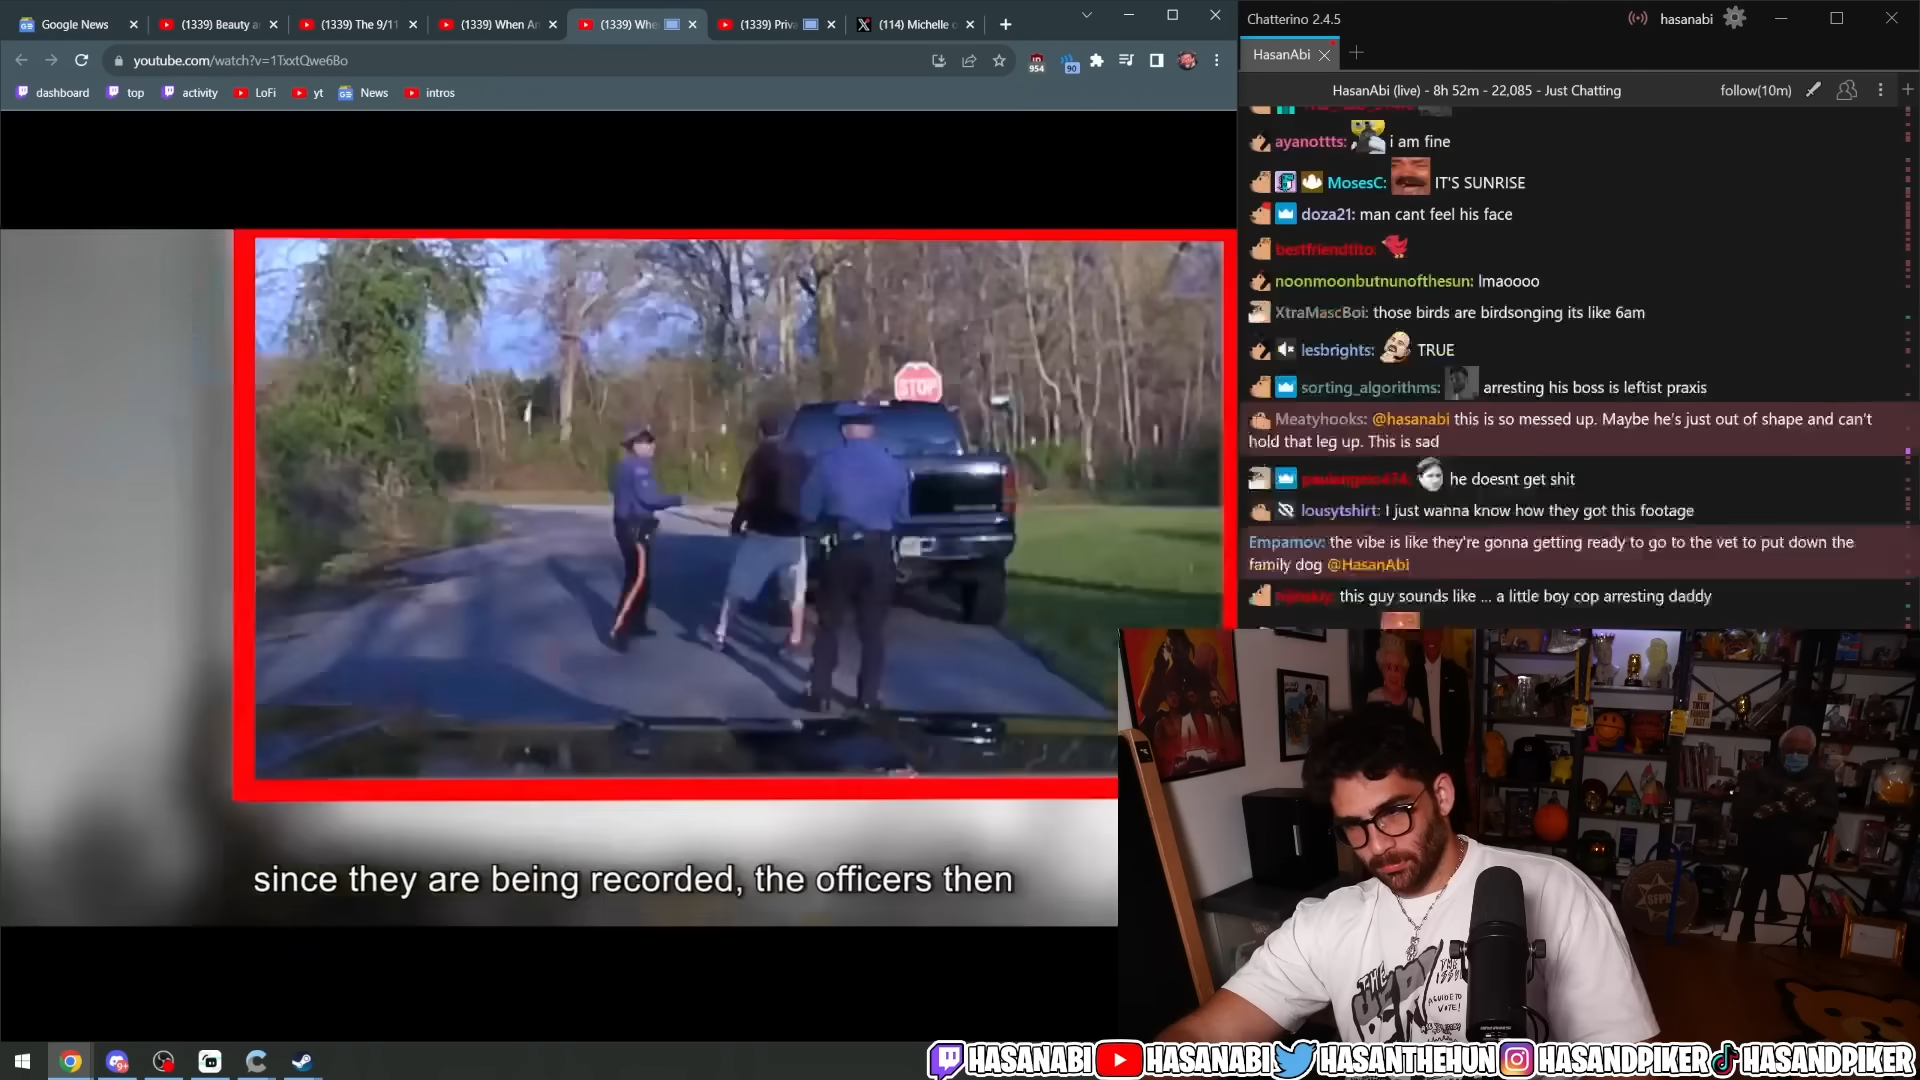 Google News
(1339) Beauty a
(1339) The 9/11
(1339) When An
(1339) Whe
(1339) Priva
(114) Michelle o
youtube.com/watch?v=1TxxtQwe6Bo
954
90
dashboard
top
activity
LoFi
yt
News
intros
STOP
since they are being recorded, the officers then
Chatterino 2.4.5
hasanabi
HasanAbi
HasanAbi (live) - 8h 52m - 22,085 - Just Chatting
follow(10m)
ayanottts: i am fine
MosesC: IT'S SUNRISE
doza21: man cant feel his face
bestfriendtito:
noonmoonbutnunofthesun: lmaoooo
XtraMascBoi: those birds are birdsonging its like 6am
lesbrights: TRUE
sorting_algorithms: arresting his boss is leftist praxis
Meatyhooks: @hasanabi this is so messed up. Maybe he's just out of shape and can't
hold that leg up. This is sad
he doesnt get shit
lousytshirt: I just wanna know how they got this footage
Empamov: the vibe is like they're gonna getting ready to go to the vet to put down the
family dog @HasanAbi
this guy sounds like ... a little boy cop arresting daddy
HASANABI
HASANABI
HASANTHEHUN
HASANDPIKER
HASANDPIKER